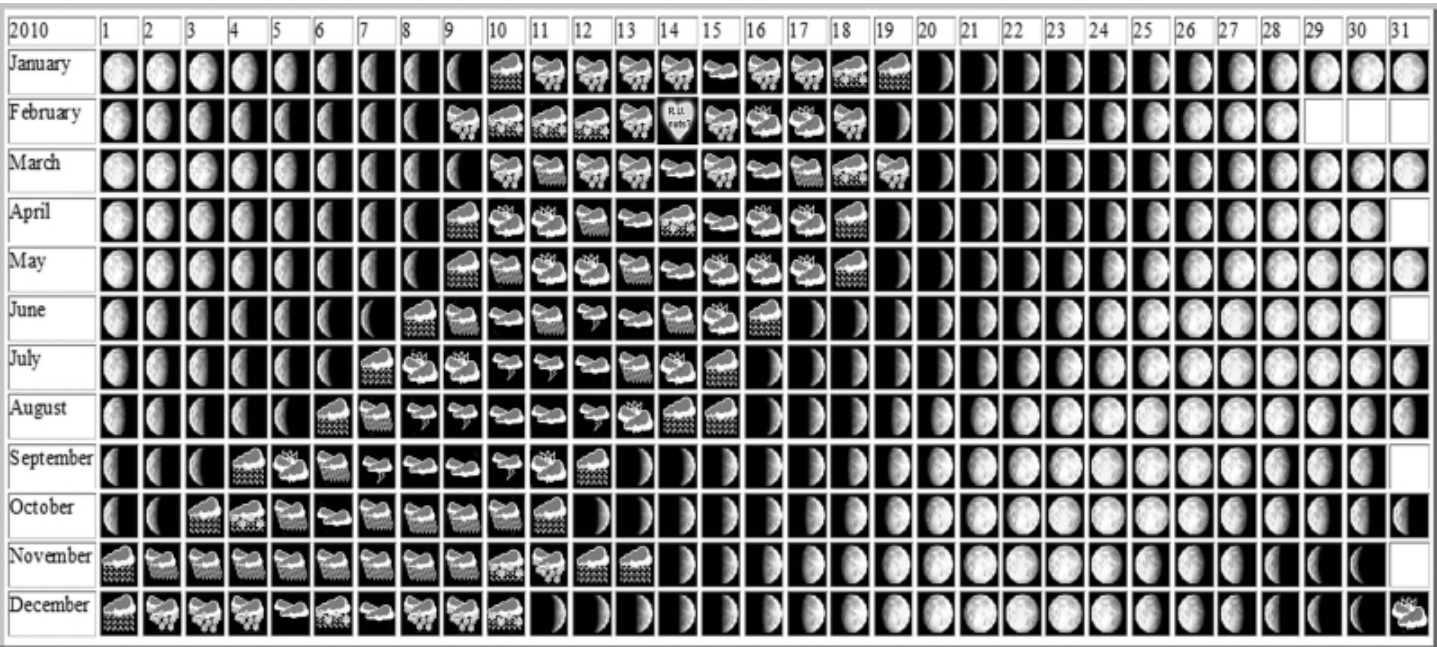 2010 1 2 3 4 5 6 7 8 9 10 11 12 13 14 15 16 17 18 19 20 21 22 23 24 25 26 27 28 29 30 31
January
February
R.U.
nuts?
March
April
May
June
July
August
September
October
November
December